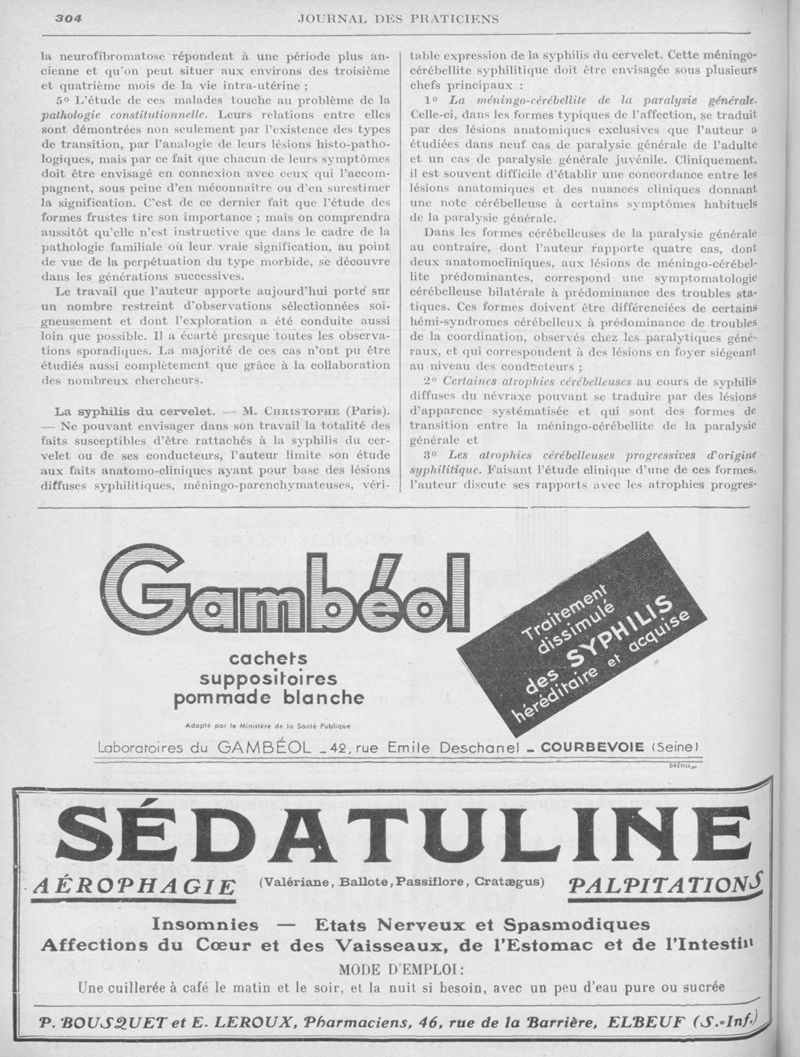 304
JOURNAL DES PRATICIENS
la neurofibromatose répondent à une période plus an-
cienne et qu'on peut situer aux environs des troisième
et quatrième mois de la vie intra-utérine ;
5º L'étude de ces malades touche au problème de la
pathologie constitutionnelle. Leurs relations entre elles
sont démontrées non seulement par l'existence des types
de transition, par l'analogie de leurs lésions histo-patho-
logiques, mais par ce fait que chacun de leurs symptômes
doit être envisagé en connexion avec ceux qui l'accom-
pagnent, sous peine d'en méconnaître ou d'en surestimer
la signification. C'est de ce dernier fait que l'étude des
formes frustes tire son importance ; mais on comprendra
aussitôt qu'elle n'est instructive que dans le cadre de la
pathologie familiale où leur vraie signification, au point
de vue de la perpétuation du type morbide, se découvre
dans les générations successives.
Le travail que l'auteur apporte aujourd'hui porte sur
un nombre restreint d'observations sélectionnées soi-
gneusement et dont l'exploration a été conduite aussi
loin que possible. Il a écarté presque toutes les observa-
tions sporadiques. La majorité de ces cas n'ont pu être
étudiés aussi complètement que grâce à la collaboration
des nombreux chercheurs.
La syphilis du cervelet. — M. CHRISTOPHE (Paris).
— Ne pouvant envisager dans son travail la totalité des
faits susceptibles d'être rattachés à la syphilis du cer-
velet ou de ses conducteurs, l'auteur limite son étude
aux faits anatomo-cliniques ayant pour base des lésions
diffuses syphilitiques, méningo-parenchymateuses, véri-
table expression de la syphilis du cervelet. Cette méningo-
cérébellite syphilitique doit être envisagée sous plusieurs
chefs principaux :
1º La méningo-cérébellite de la paralysie générale.
Celle-ci, dans les formes typiques de l'affection, se traduit
par des lésions anatomiques exclusives que l'auteur a
étudiées dans neuf cas de paralysie générale de l'adulte
et un cas de paralysie générale juvénile. Cliniquement,
il est souvent difficile d'établir une concordance entre les
lésions anatomiques et des nuances cliniques donnant
une note cérébelleuse à certains symptômes habituels
de la paralysie générale.
Dans les formes cérébelleuses de la paralysie générale
au contraire, dont l'auteur rapporte quatre cas, dont
deux anatomocliniques, aux lésions de méningo-cérébel-
lite prédominantes, correspond une symptomatologie
cérébelleuse bilatérale à prédominance des troubles sta-
tiques. Ces formes doivent être différenciées de certains
hémi-syndromes cérébelleux à prédominance de troubles
de la coordination, observés chez les paralytiques géné-
raux, et qui correspondent à des lésions en foyer siégeant
au niveau des conducteurs ;
2º Certaines atrophies cérébelleuses au cours de syphilis
diffuses du névraxe pouvant se traduire par des lésions
d'apparence systématisée et qui sont des formes de
transition entre la méningo-cérébellite de la paralysie
générale et
3º Les atrophies cérébelleuses progressives d'origine
syphilitique. Faisant l'étude clinique d'une de ces formes,
l'auteur discute ses rapports avec les atrophies progres-
Gambéol
cachets
suppositoires
pommade blanche
Traitement
dissimulé
des SYPHILIS
héréditaire et acquise
Adopté par le Ministère de la Santé Publique
Laboratoires du GAMBÉOL - 42, rue Emile Deschanel - COURBEVOIE (Seine)
SÉDATULINE
AÉROPHAGIE
(Valériane, Ballote, Passiflore, Cratægus)
PALPITATIONS
Insomnies — Etats Nerveux et Spasmodiques
Affections du Cœur et des Vaisseaux, de l'Estomac et de l'Intestin
MODE D'EMPLOI :
Une cuillerée à café le matin et le soir, et la nuit si besoin, avec un peu d'eau pure ou sucrée
P. BOUSQUET et E. LEROUX, Pharmaciens, 46, rue de la Barrière, ELBEUF (S.-Inf.)